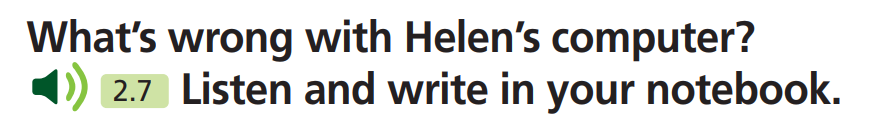 What's wrong with Helen's computer?
2.7 Listen and write in your notebook.